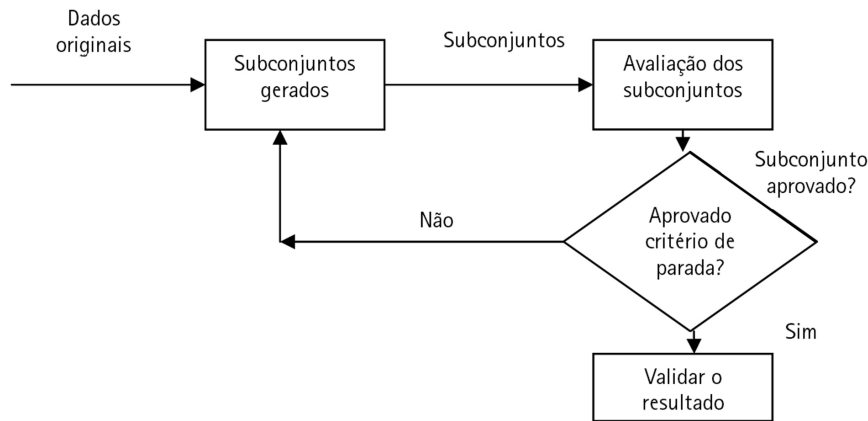 Dados
originais
Subconjuntos
gerados
Subconjuntos
Avaliação dos
subconjuntos
Subconjunto
aprovado?
Aprovado
critério de
parada?
Não
Sim
Validar o
resultado